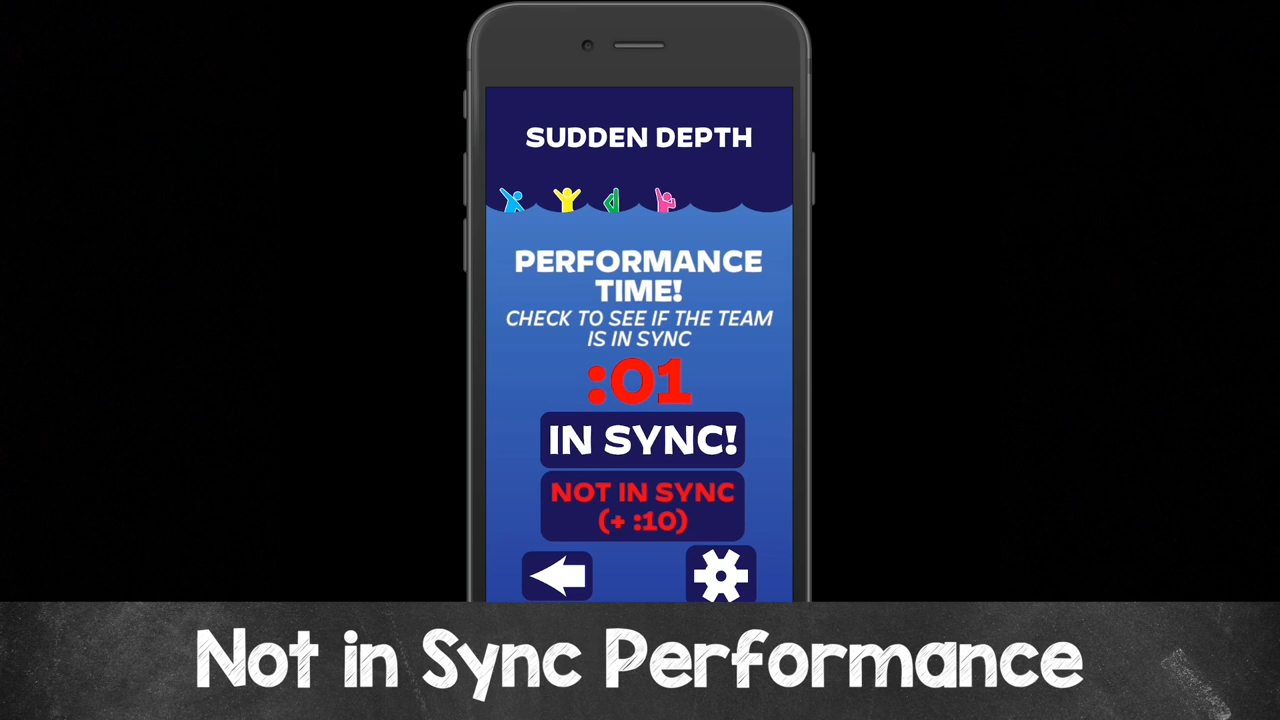 SUDDEN DEPTH
PERFORMANCE
TIME!
CHECK TO SEE IF THE TEAM
IS IN SYNC
:01
IN SYNC!
NOT IN SYNC
(+ :10)
Not in Sync Performance